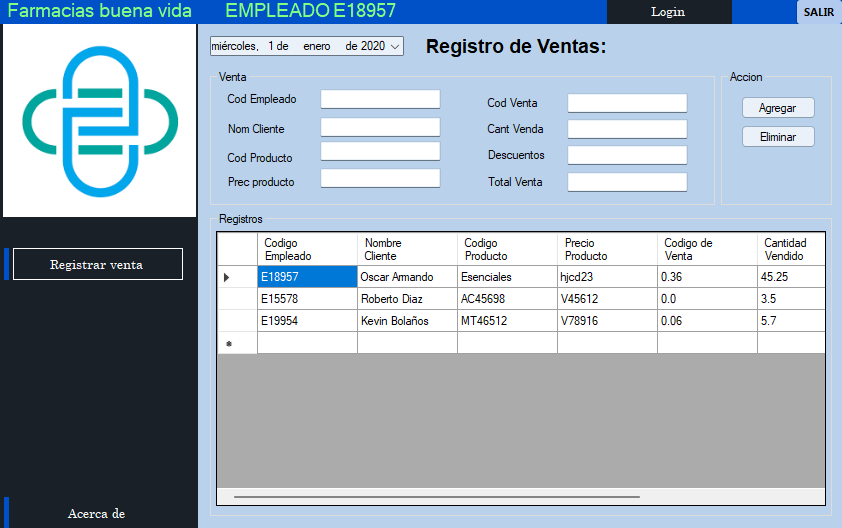 Farmacias buena vida EMPLEADO E18957 Login SALIR
miércoles, 1 de enero de 2020 Registro de Ventas:
Venta
Cod Empleado
Nom Cliente
Cod Producto
Prec producto
Cod Venta
Cant Venda
Descuentos
Total Venta
Accion
Agregar
Eliminar
Registrar venta
Registros
Codigo Empleado Nombre Cliente Codigo Producto Precio Producto Codigo de Venta Cantidad Vendido
E18957 Oscar Amando Esenciales hjcd23 0.36 45.25
E15578 Roberto Diaz AC45698 V45612 0.0 3.5
E19954 Kevin Bolaños MT46512 V78916 0.06 5.7
Acerca de